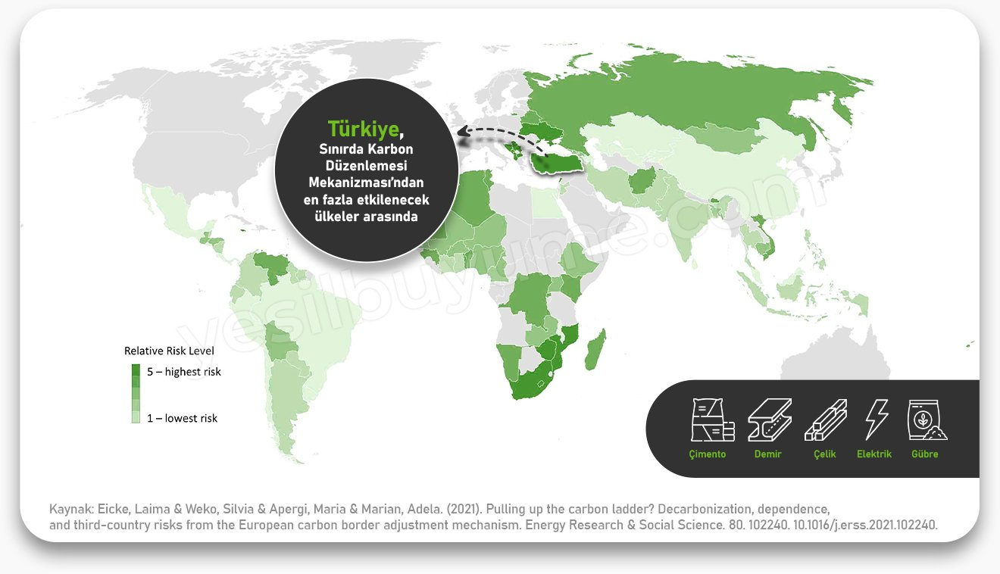 Türkiye,
Sınırda Karbon
Düzenlemesi
Mekanizması'ndan
en fazla etkilenecek
ülkeler arasında
yesilbuyume.com
Relative Risk Level
5 – highest risk
1 – lowest risk
Çimento
Demir
Çelik
Elektrik
Gübre
Kaynak: Eicke, Laima & Weko, Silvia & Apergi, Maria & Marian, Adela. (2021). Pulling up the carbon ladder? Decarbonization, dependence,
and third-country risks from the European carbon border adjustment mechanism. Energy Research & Social Science. 80. 102240. 10.1016/j.erss.2021.102240.